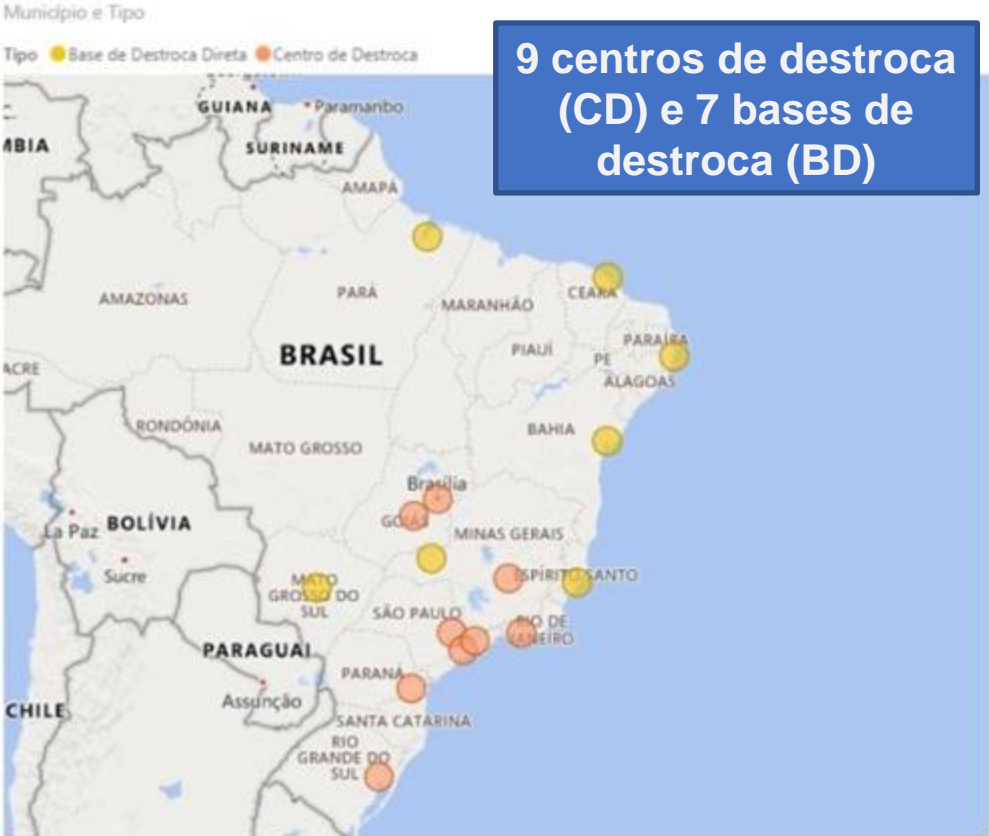 Município e Tipo
Tipo Base de Destroca Direta Centro de Destroca
9 centros de destroca
(CD) e 7 bases de
destroca (BD)
GUIANA
Paramaribo
MBIA
SURINAME
AMAPÁ
AMAZONAS
PARÁ
MARANHÃO
CEARÁ
BRASIL
PIAUÍ
PARAÍBA
PE
ACRE
ALAGOAS
RONDÔNIA
BAHIA
MATO GROSSO
Brasília
GOIÁS
La Paz
BOLÍVIA
MINAS GERAIS
Sucre
ESPÍRITO SANTO
MATO
GROSSO DO
SUL
SÃO PAULO
RIO DE
JANEIRO
PARAGUAI
PARANÁ
Assunção
CHILE
SANTA CATARINA
RIO
GRANDE DO
SUL